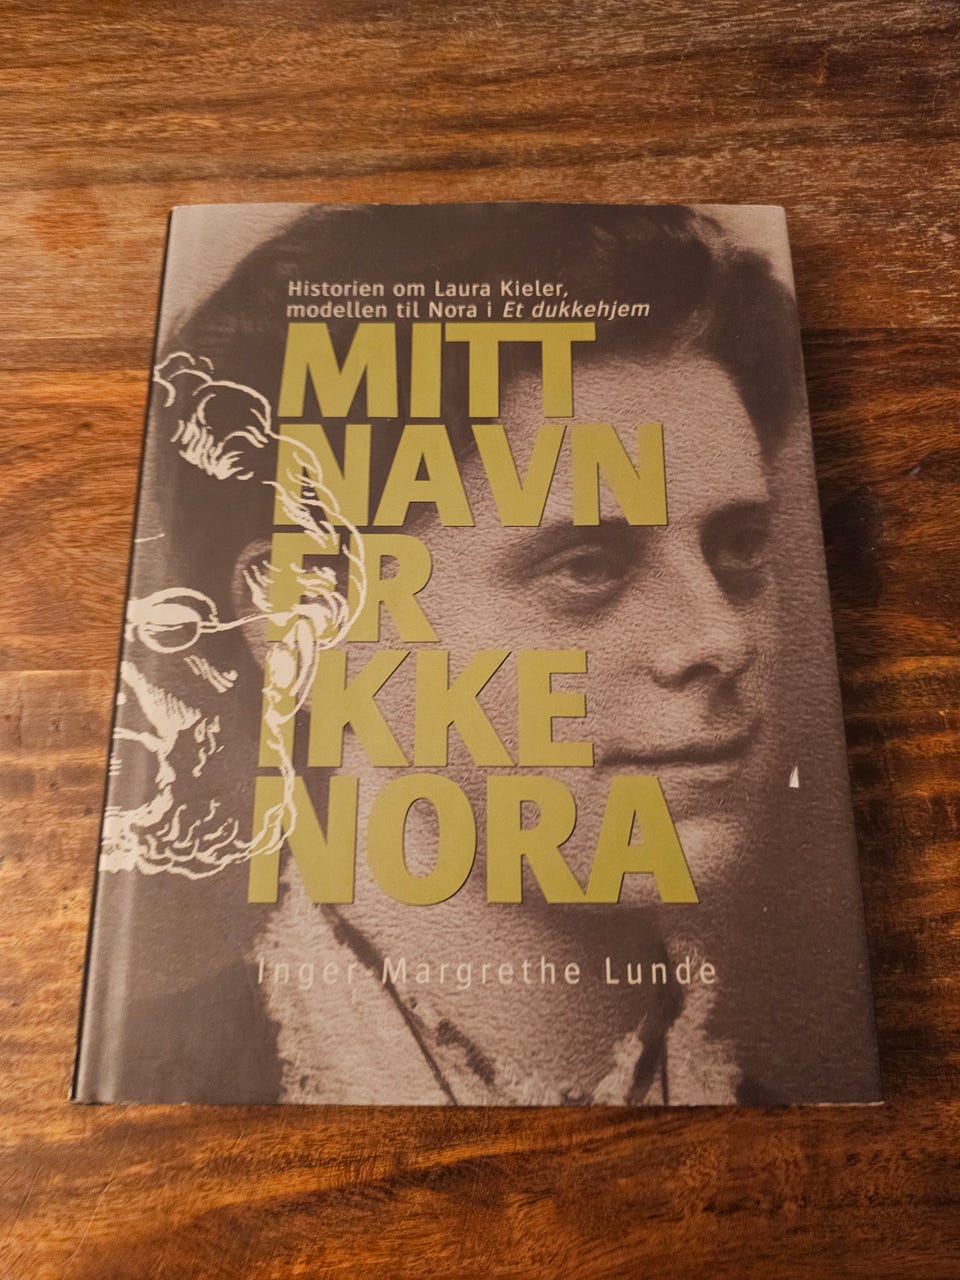 Historien om Laura Kieler,
modellen til Nora i Et dukkehjem
MITT
NAVN
ER
IKKE
NORA
Inger-Margrethe Lunde